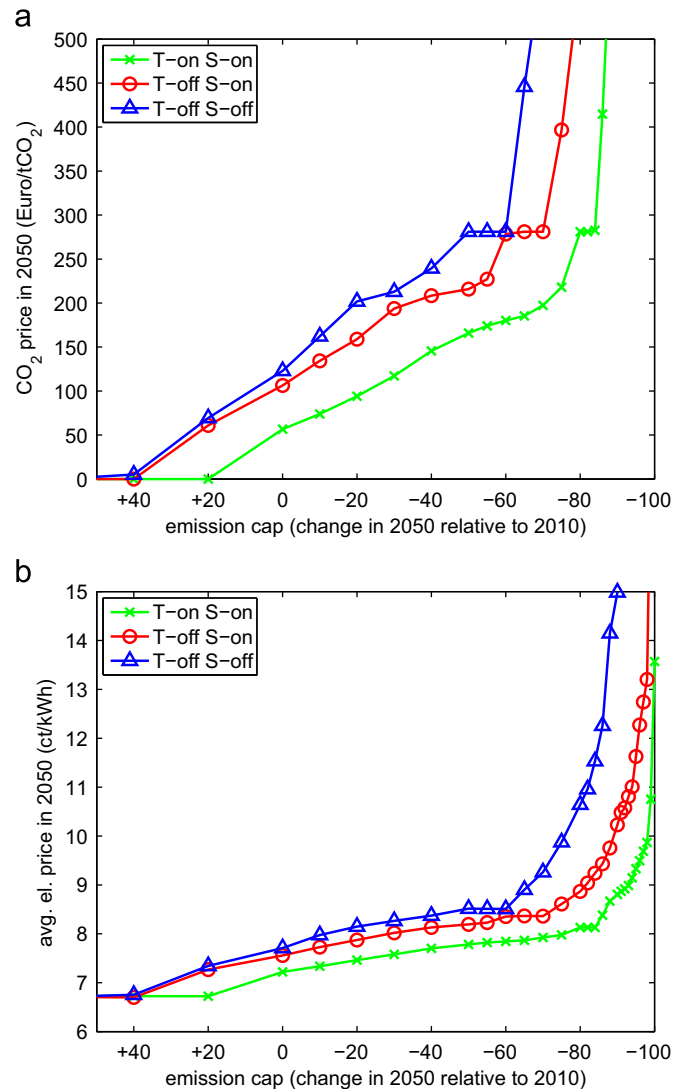 a
500
450
400
350
300
250
200
150
100
50
0
CO₂ price in 2050 (Euro/tCO₂)
T−on S−on
T−off S−on
T−off S−off
+40 +20 0 −20 −40 −60 −80 −100
emission cap (change in 2050 relative to 2010)
b
15
14
13
12
11
10
9
8
7
6
avg. el. price in 2050 (ct/kWh)
T−on S−on
T−off S−on
T−off S−off
+40 +20 0 −20 −40 −60 −80 −100
emission cap (change in 2050 relative to 2010)